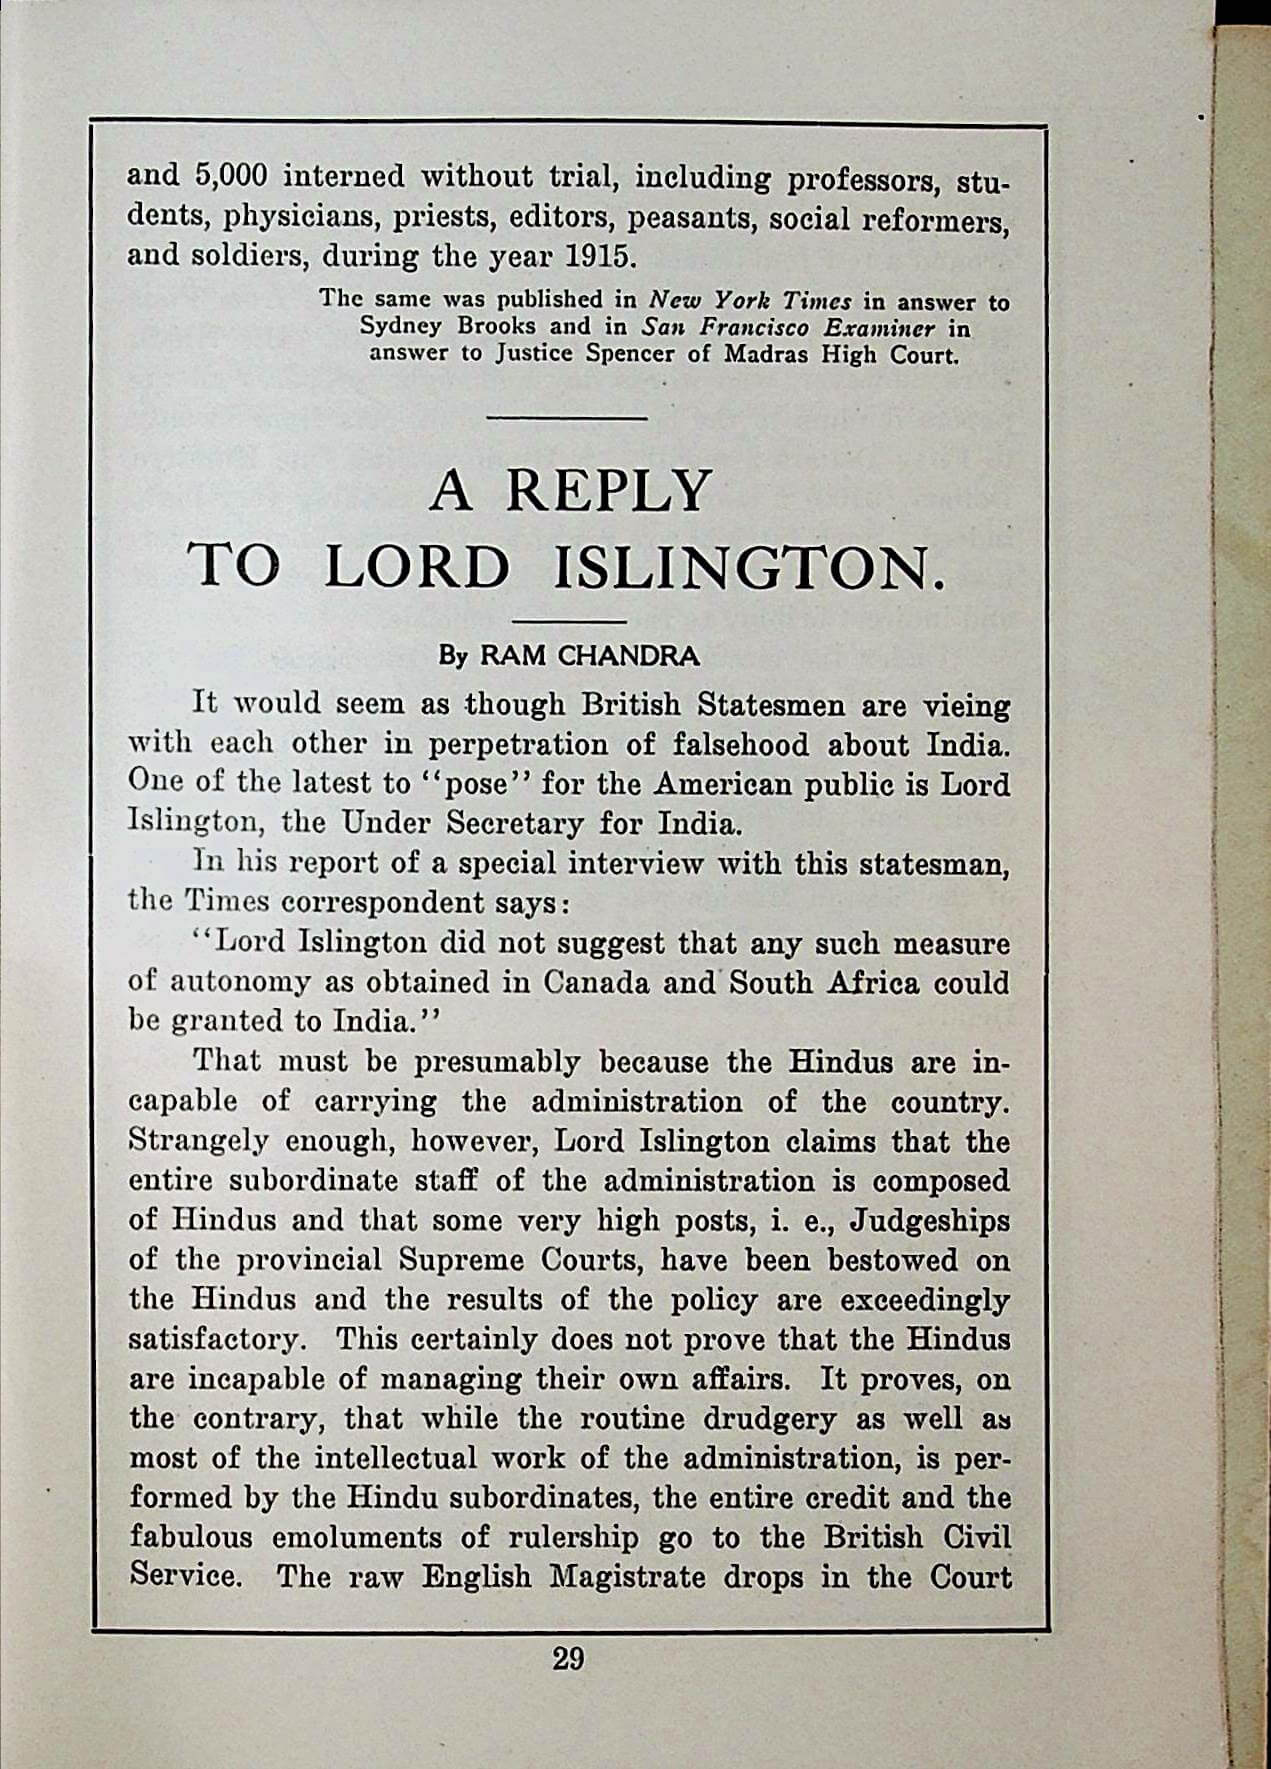 and 5,000 interned without trial, including professors, stu-
dents, physicians, priests, editors, peasants, social reformers,
and soldiers, during the year 1915.
The same was published in New York Times in answer to
Sydney Brooks and in San Francisco Examiner in
answer to Justice Spencer of Madras High Court.
A REPLY
TO LORD ISLINGTON.
By RAM CHANDRA
It would seem as though British Statesmen are vieing
with each other in perpetration of falsehood about India.
One of the latest to "pose" for the American public is Lord
Islington, the Under Secretary for India.
In his report of a special interview with this statesman,
the Times correspondent says:
"Lord Islington did not suggest that any such measure
of autonomy as obtained in Canada and South Africa could
be granted to India."
That must be presumably because the Hindus are in-
capable of carrying the administration of the country.
Strangely enough, however, Lord Islington claims that the
entire subordinate staff of the administration is composed
of Hindus and that some very high posts, i. e., Judgeships
of the provincial Supreme Courts, have been bestowed on
the Hindus and the results of the policy are exceedingly
satisfactory. This certainly does not prove that the Hindus
are incapable of managing their own affairs. It proves, on
the contrary, that while the routine drudgery as well as
most of the intellectual work of the administration, is per-
formed by the Hindu subordinates, the entire credit and the
fabulous emoluments of rulership go to the British Civil
Service. The raw English Magistrate drops in the Court
29